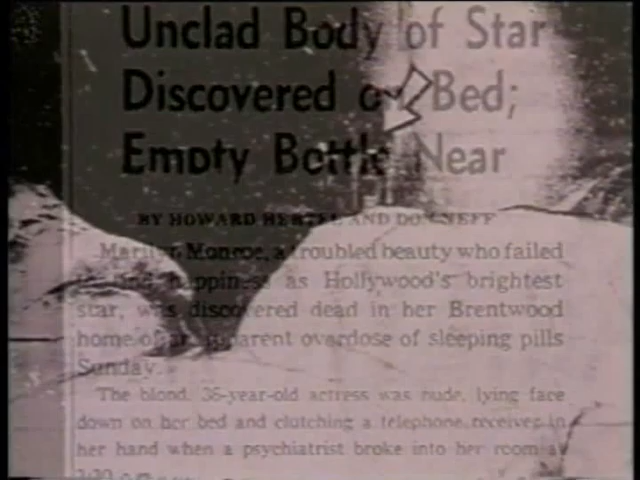 Unclad Body of Star
Discovered on Bed;
Empty Bottle Near
BY HOWARD HERTEL AND DON NEFF
Marilyn Monroe, a troubled beauty who failed
to find happiness as Hollywood's brightest
star, was discovered dead in her Brentwood
home of an apparent overdose of sleeping pills
Sunday.
The blond, 36-year-old actress was nude, lying face
down on her bed and clutching a telephone receiver in
her hand when a psychiatrist broke into her room at